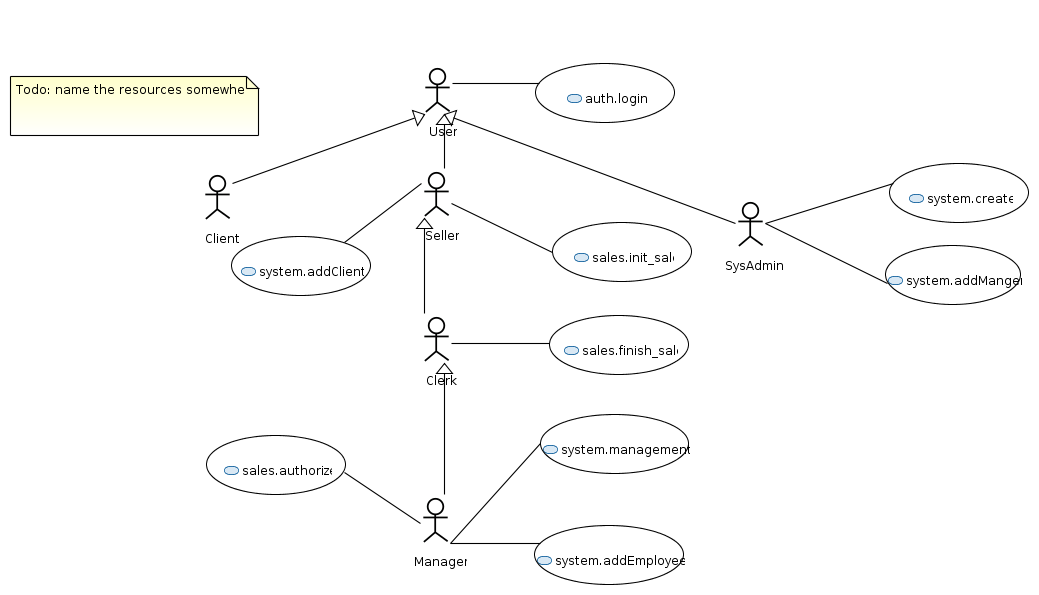 Todo: name the resources somewhe
auth.login
User
Client
Seller
system.addClient
sales.init_sal
SysAdmin
system.create
system.addManger
Clerk
sales.finish_sal
sales.authorize
system.management
Manager
system.addEmployee